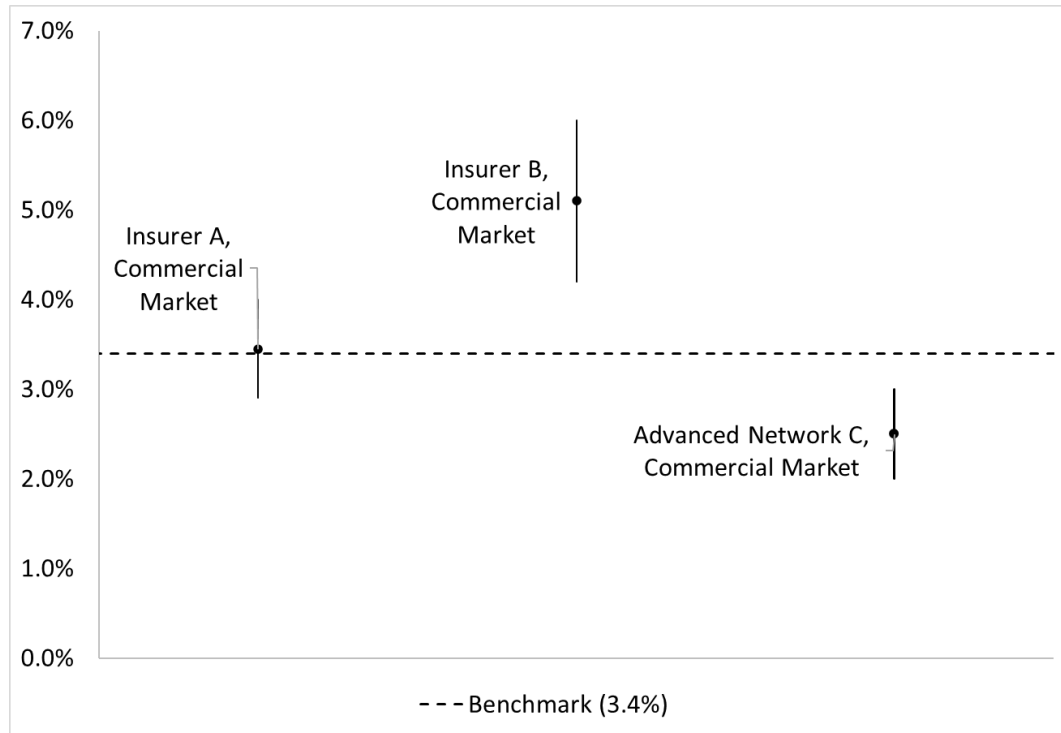 7.0%
6.0%
5.0%
4.0%
3.0%
2.0%
1.0%
0.0%
Insurer A,
Commercial
Market
Insurer B,
Commercial
Market
Advanced Network C,
Commercial Market
Benchmark (3.4%)